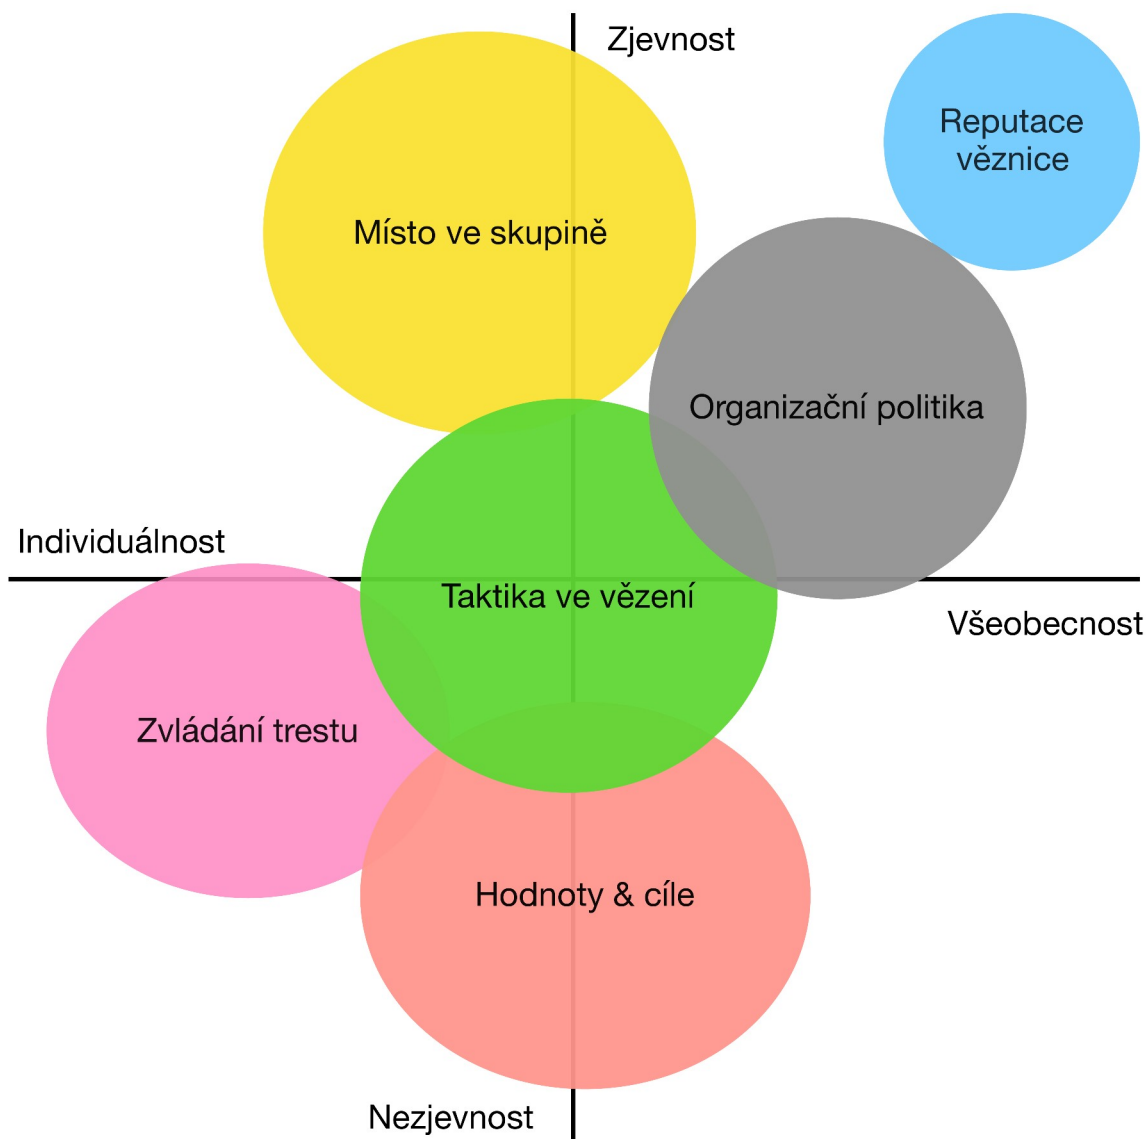 Zjevnost
Reputace
věznice
Místo ve skupině
Organizační politika
Individuálnost
Taktika ve vězení
Všeobecnost
Zvládání trestu
Hodnoty & cíle
Nezjevnost